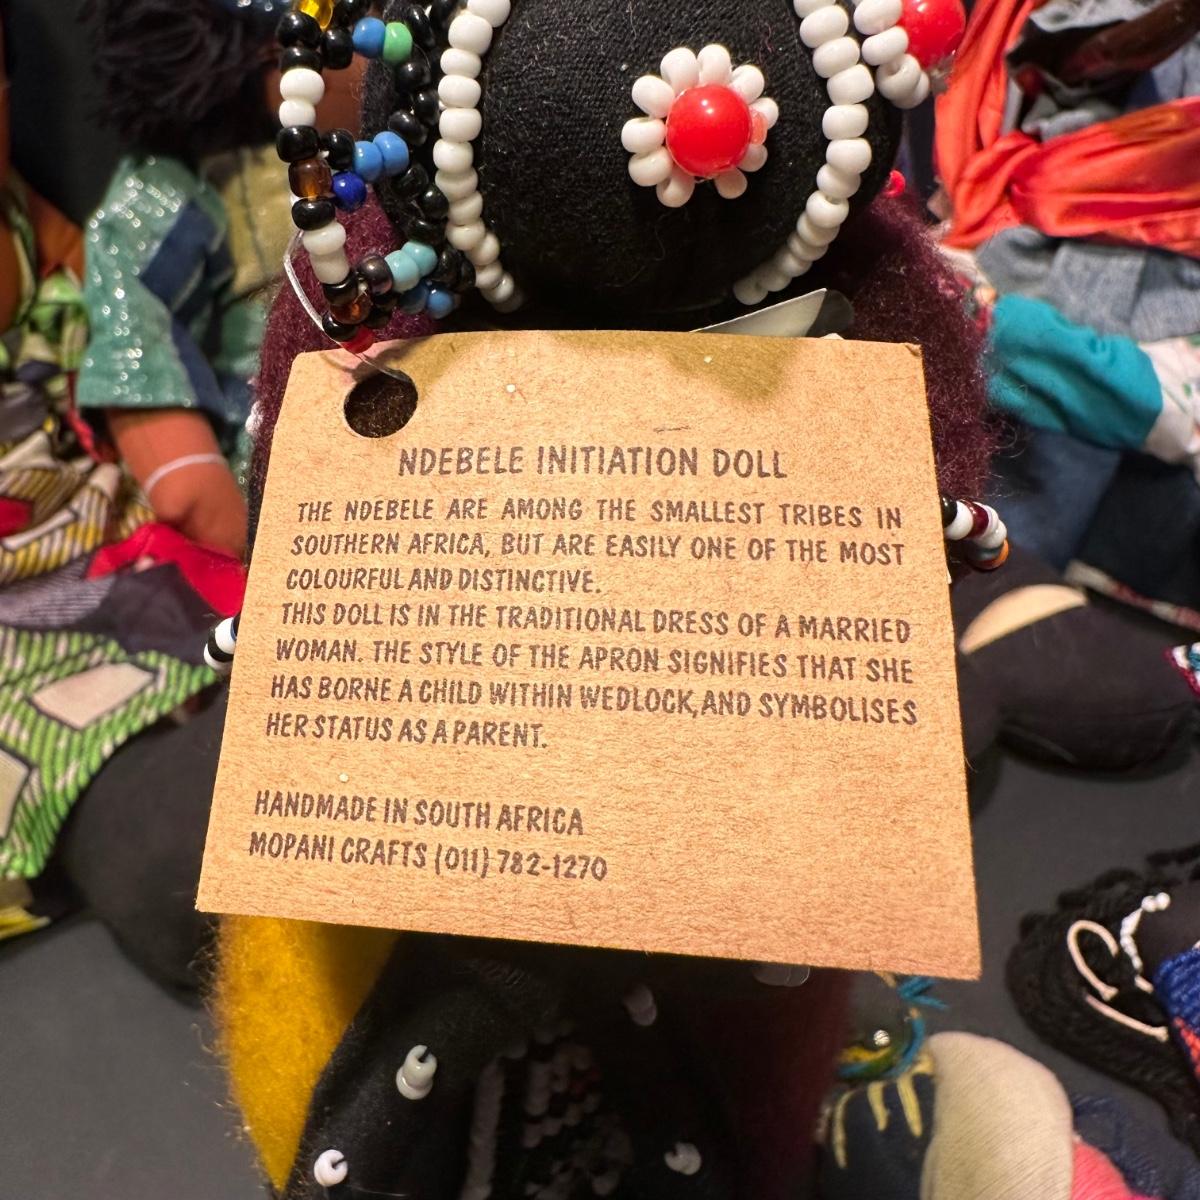 NDEBELE INITIATION DOLL
THE NDEBELE ARE AMONG THE SMALLEST TRIBES IN
SOUTHERN AFRICA, BUT ARE EASILY ONE OF THE MOST
COLOURFUL AND DISTINCTIVE.
THIS DOLL IS IN THE TRADITIONAL DRESS OF A MARRIED
WOMAN. THE STYLE OF THE APRON SIGNIFIES THAT SHE
HAS BORNE A CHILD WITHIN WEDLOCK, AND SYMBOLISES
HER STATUS AS A PARENT.
HANDMADE IN SOUTH AFRICA
MOPANI CRAFTS (011) 782-1270